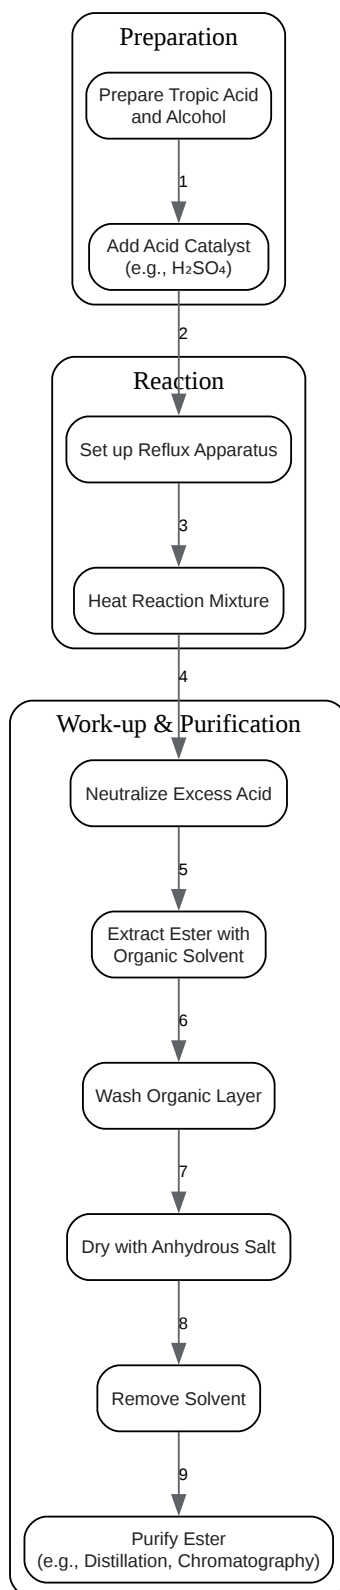 Preparation
Prepare Tropic Acid
and Alcohol
1
Add Acid Catalyst
(e.g., H₂SO₄)
2
Reaction
Set up Reflux Apparatus
3
Heat Reaction Mixture
4
Work-up & Purification
Neutralize Excess Acid
5
Extract Ester with
Organic Solvent
6
Wash Organic Layer
7
Dry with Anhydrous Salt
8
Remove Solvent
9
Purify Ester
(e.g., Distillation, Chromatography)